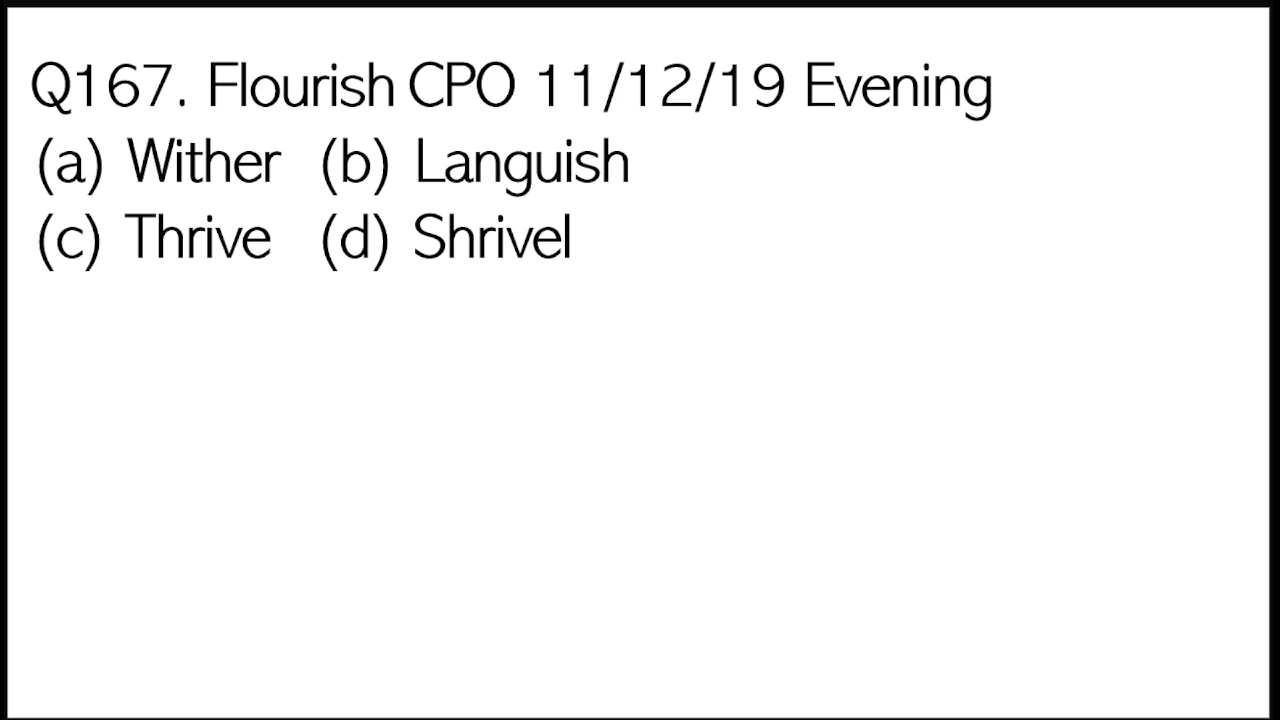 Q167. Flourish CPO 11/12/19 Evening
(a) Wither (b) Languish
(c) Thrive (d) Shrivel